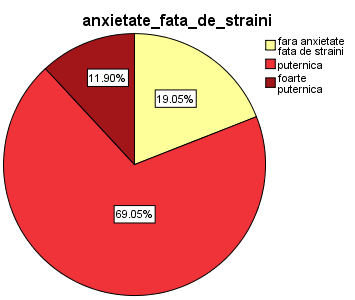 anxietate_fata_de_straini
fara anxietate
fata de straini
puternica
foarte
puternica
11.90%
19.05%
69.05%